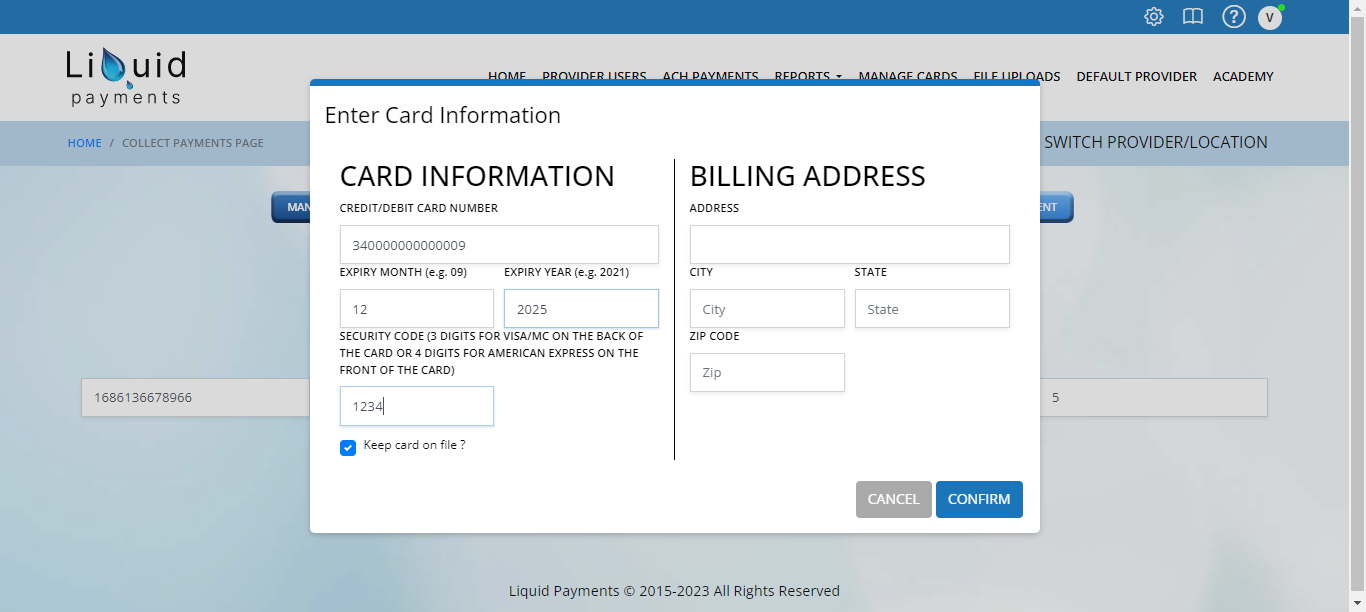 V
Liquid
payments
HOME PROVIDER USERS ACH PAYMENTS REPORTS MANAGE CARDS FILE UPLOADS DEFAULT PROVIDER ACADEMY
HOME / COLLECT PAYMENTS PAGE
SWITCH PROVIDER/LOCATION
MAN
ENT
Enter Card Information
CARD INFORMATION
CREDIT/DEBIT CARD NUMBER
340000000000009
EXPIRY MONTH (e.g. 09) EXPIRY YEAR (e.g. 2021)
12 2025
SECURITY CODE (3 DIGITS FOR VISA/MC ON THE BACK OF
THE CARD OR 4 DIGITS FOR AMERICAN EXPRESS ON THE
FRONT OF THE CARD)
1234
Keep card on file ?
BILLING ADDRESS
ADDRESS
CITY STATE
City State
ZIP CODE
Zip
CANCEL CONFIRM
1686136678966
5
Liquid Payments © 2015-2023 All Rights Reserved